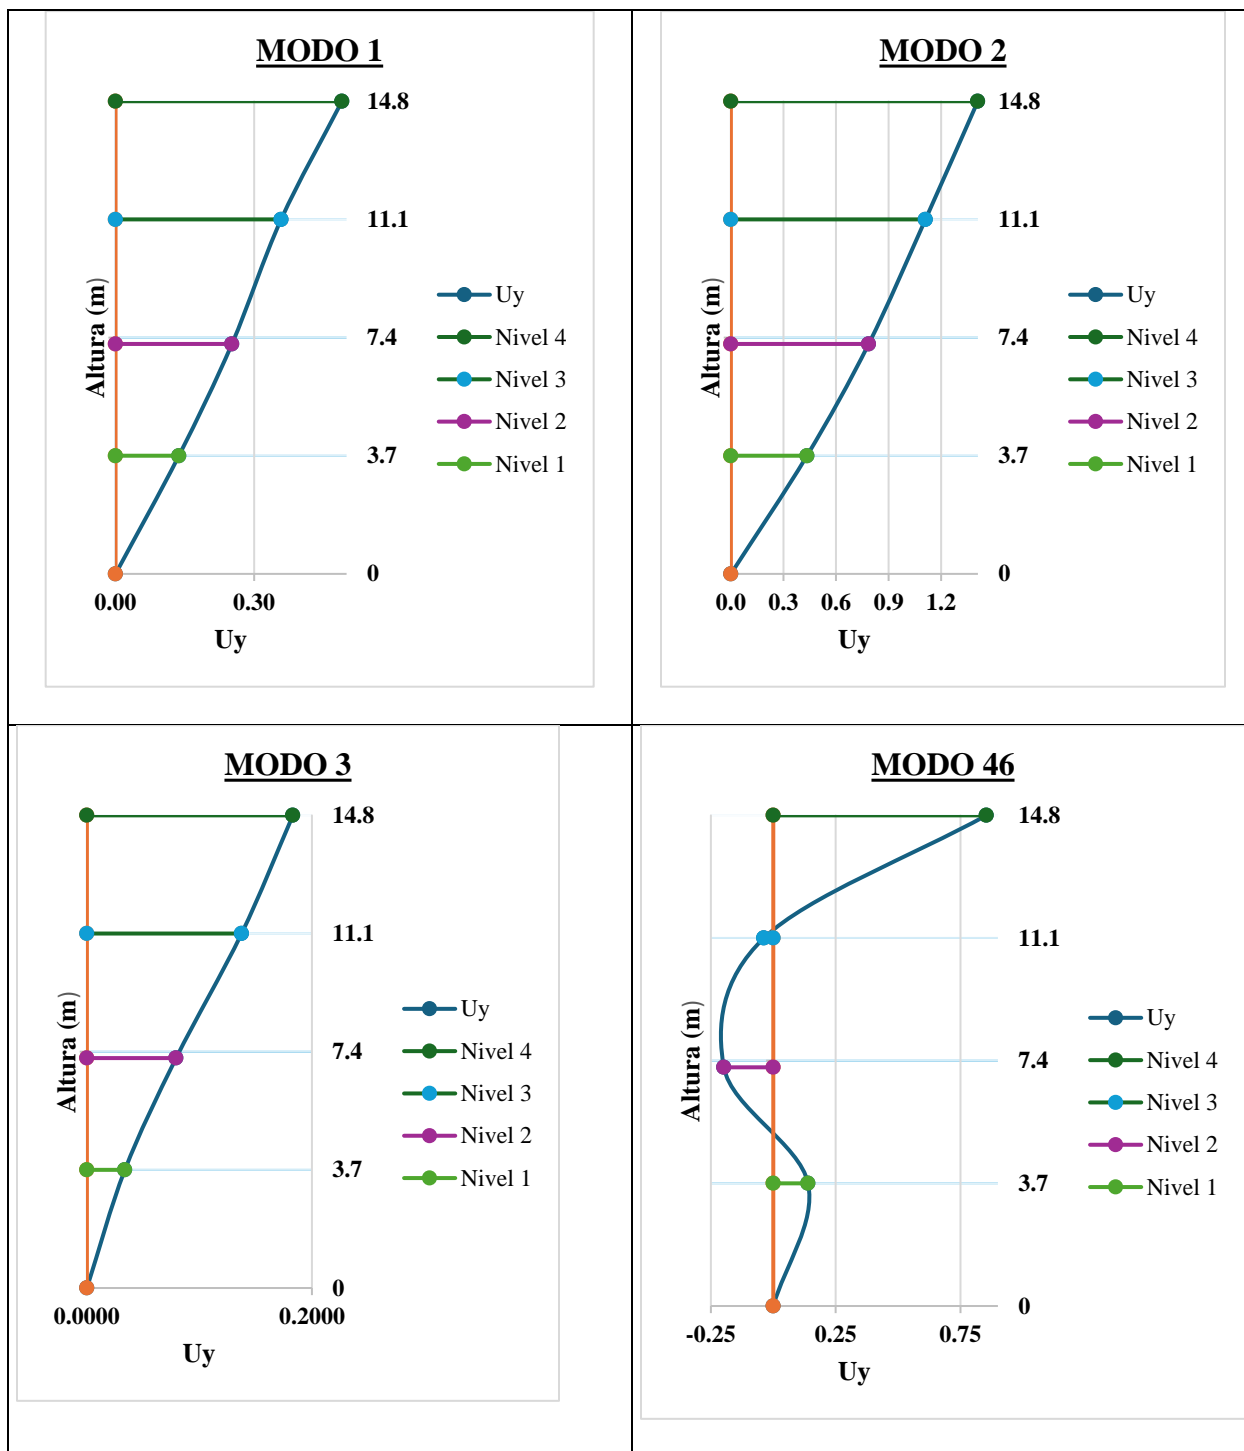 MODO 1
14.8
11.1
7.4
3.7
0
Altura (m)
0.00 0.30
Uy
Uy
Nivel 4
Nivel 3
Nivel 2
Nivel 1
MODO 2
14.8
11.1
7.4
3.7
0
Altura (m)
0.0 0.3 0.6 0.9 1.2
Uy
Uy
Nivel 4
Nivel 3
Nivel 2
Nivel 1
MODO 3
14.8
11.1
7.4
3.7
0
Altura (m)
0.0000 0.2000
Uy
Uy
Nivel 4
Nivel 3
Nivel 2
Nivel 1
MODO 46
14.8
11.1
7.4
3.7
0
Altura (m)
-0.25 0.25 0.75
Uy
Uy
Nivel 4
Nivel 3
Nivel 2
Nivel 1